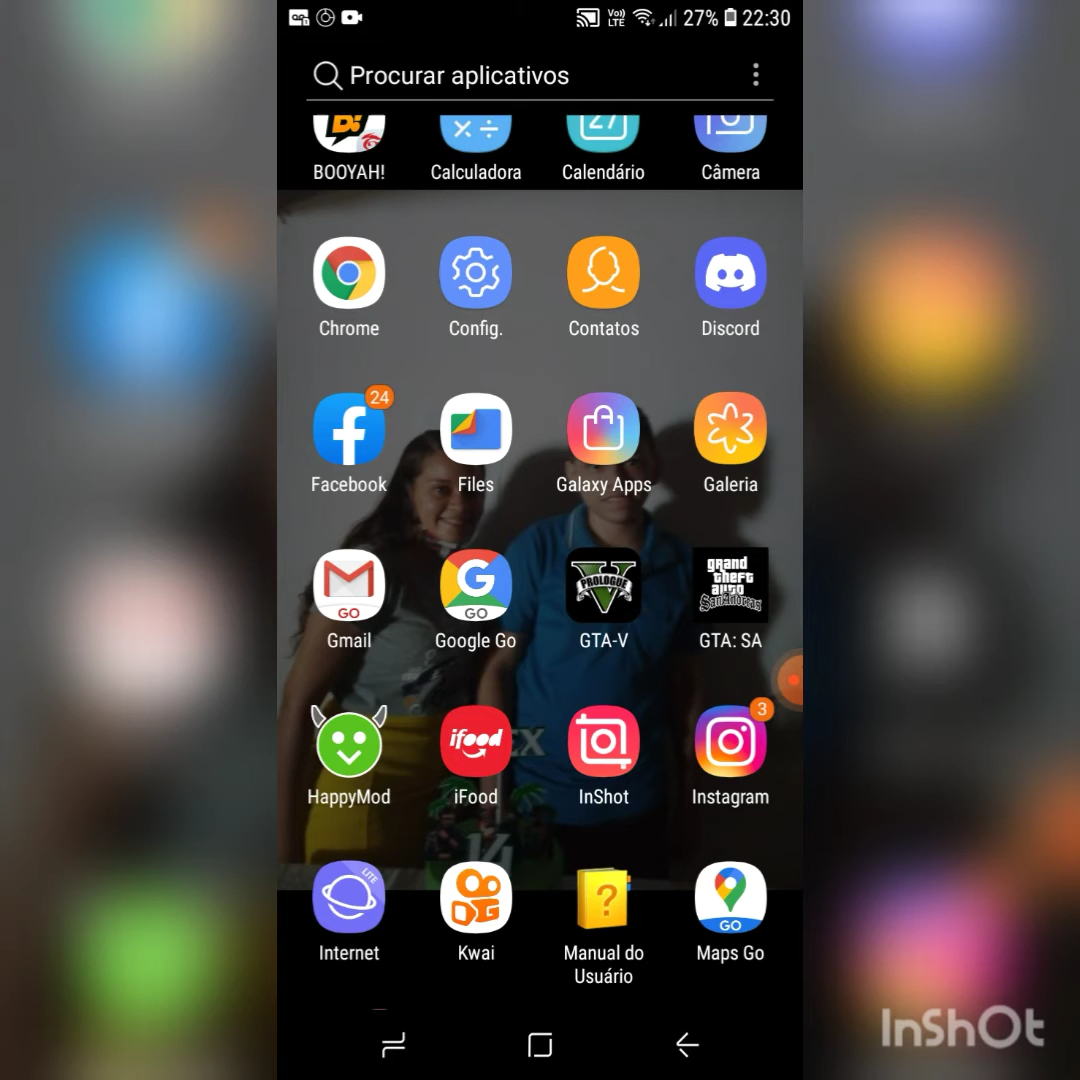 27% 22:30
Procurar aplicativos
B!
27
BOOYAH! Calculadora Calendário Câmera
Chrome Config. Contatos Discord
24
Facebook Files Galaxy Apps Galeria
GO GO PROLOGUE V grand theft auto San Andreas
Gmail Google Go GTA-V GTA: SA
3
ifood
HappyMod iFood InShot Instagram
LITE ? GO
Internet Kwai Manual do Usuário Maps Go
InShOt